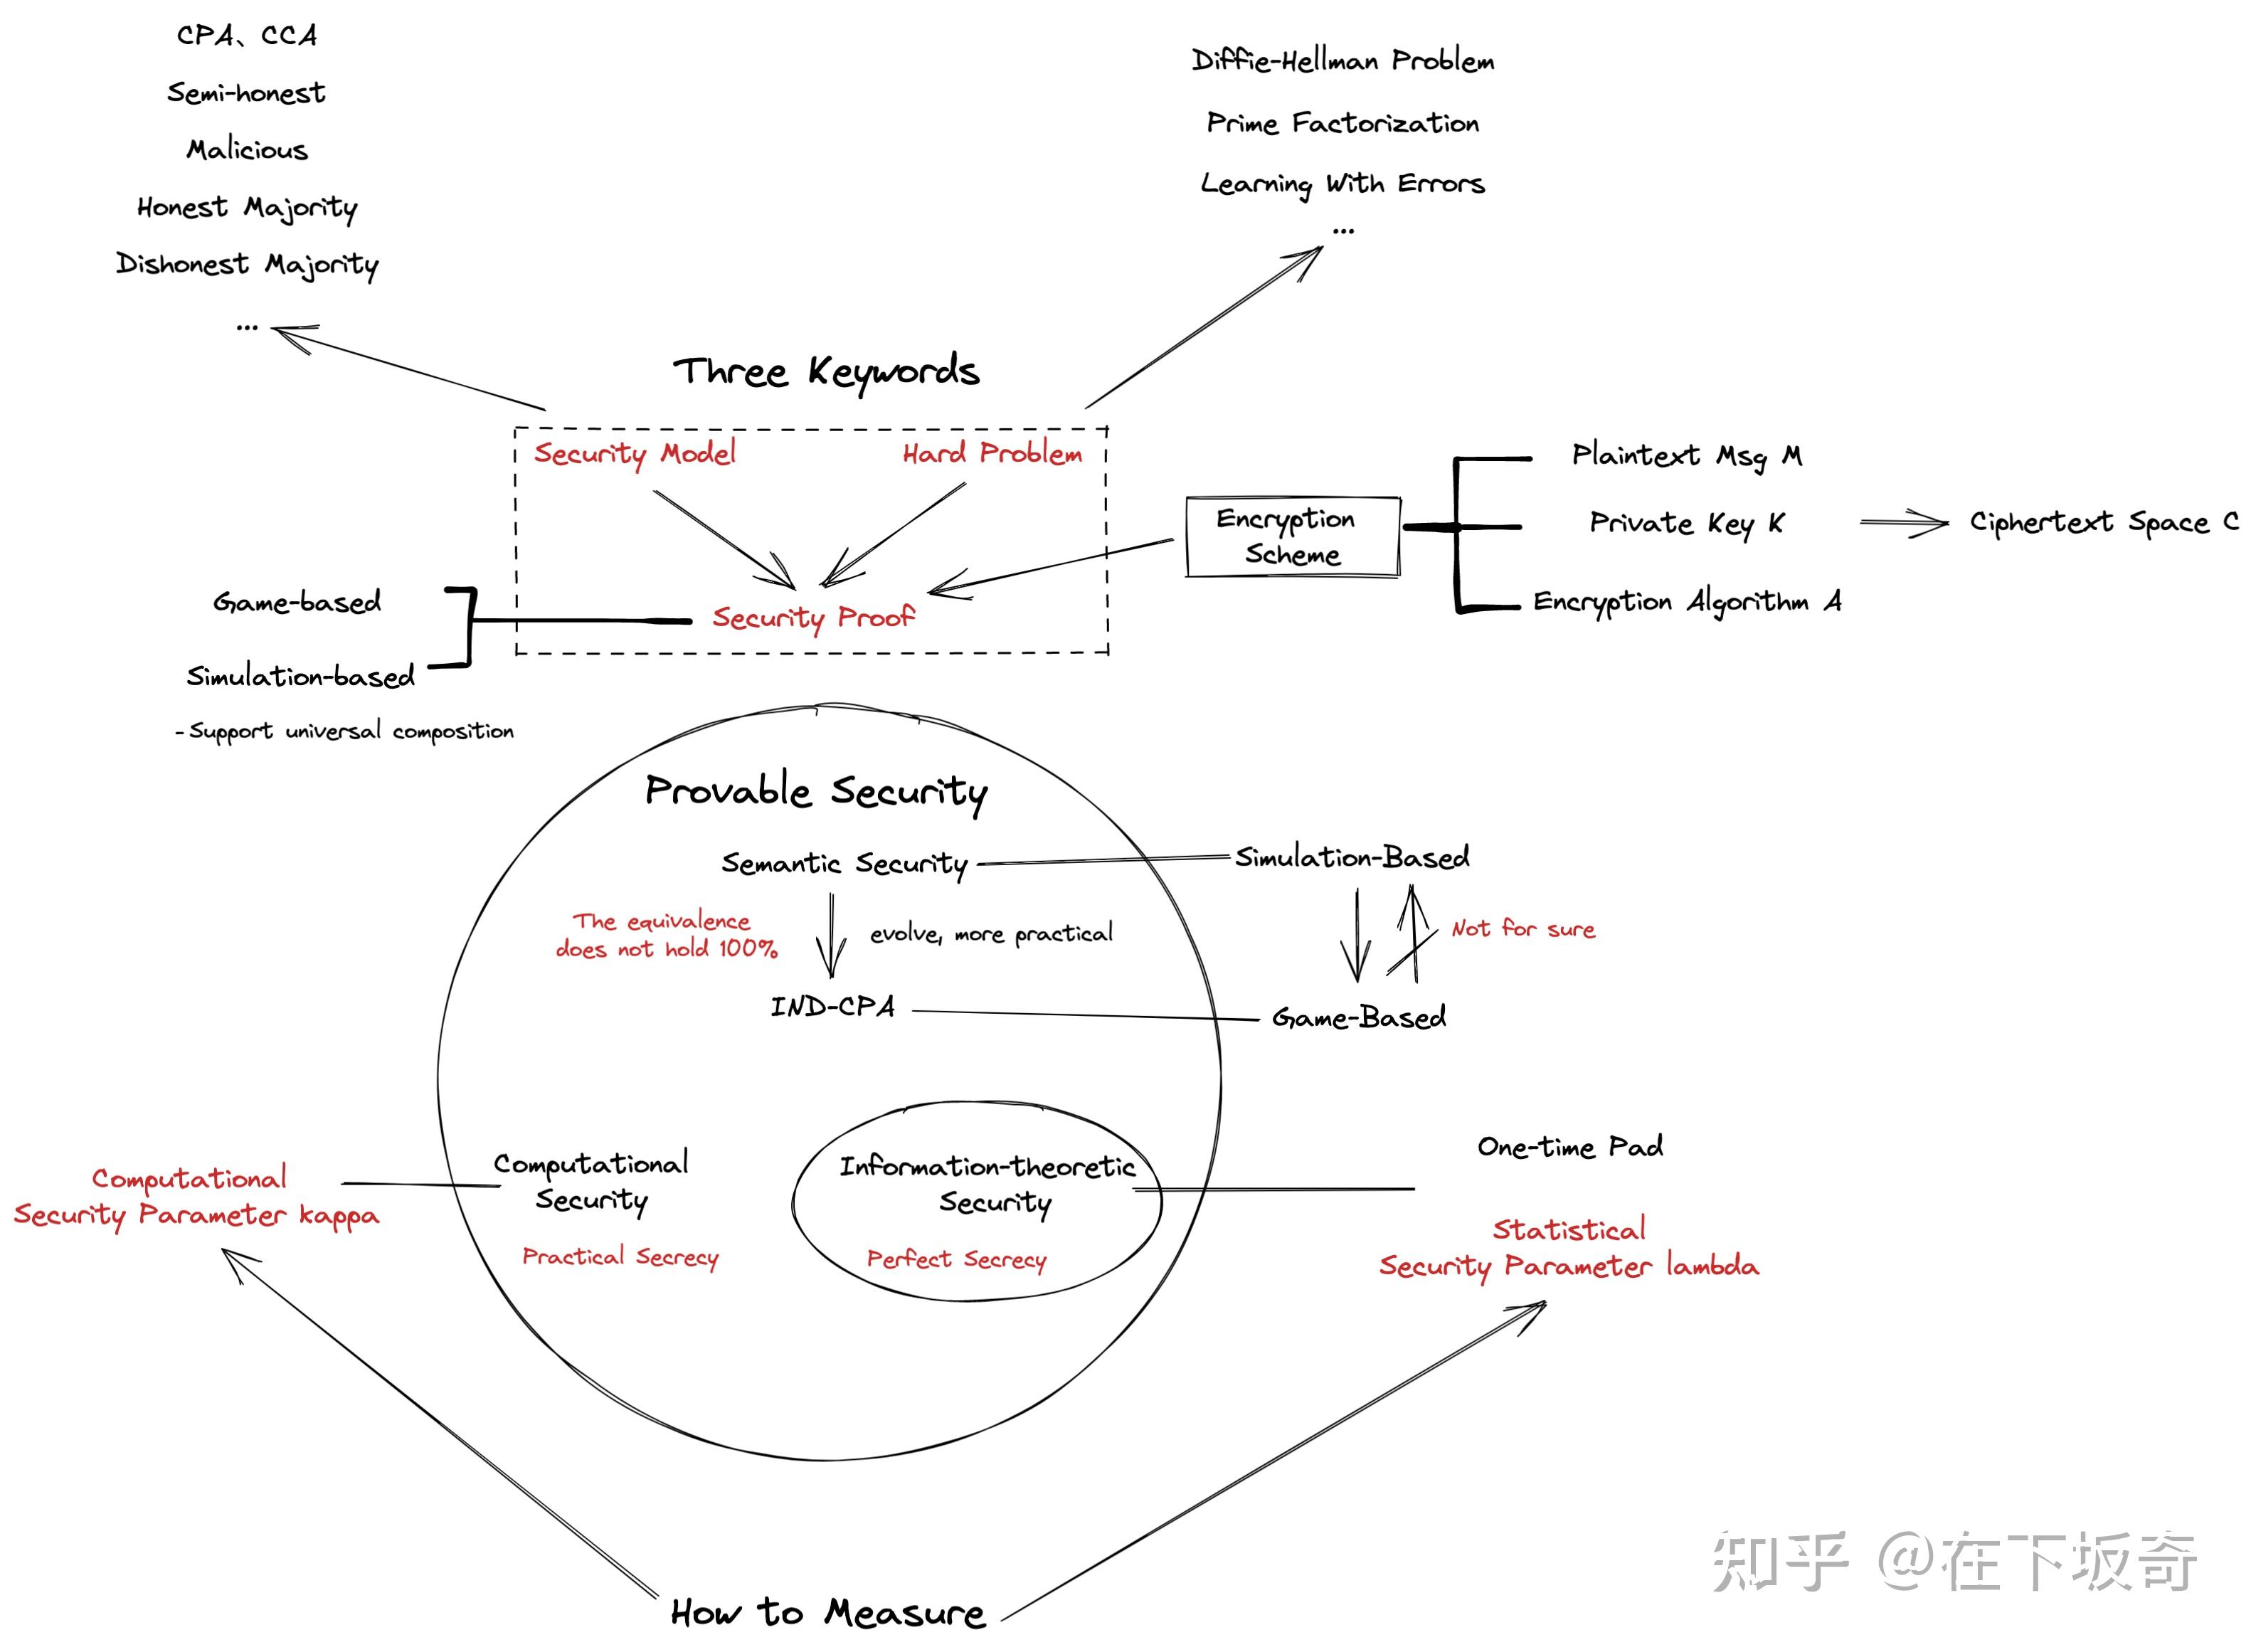 CPA、CCA
Semi-honest
Malicious
Honest Majority
Dishonest Majority
...
Diffie-Hellman Problem
Prime Factorization
Learning With Errors
...
Three Keywords
Security Model
Hard Problem
Security Proof
Encryption
Scheme
Plaintext Msg M
Private Key K
Encryption Algorithm A
Ciphertext Space C
Game-based
Simulation-based
- Support universal composition
Provable Security
Semantic Security
Simulation-Based
The equivalence
does not hold 100%
evolve, more practical
Not for sure
IND-CPA
Game-Based
Computational
Security Parameter kappa
Computational
Security
Practical Secrecy
Information-theoretic
Security
Perfect Secrecy
One-time Pad
Statistical
Security Parameter lambda
How to Measure
知乎 @在下坂奇